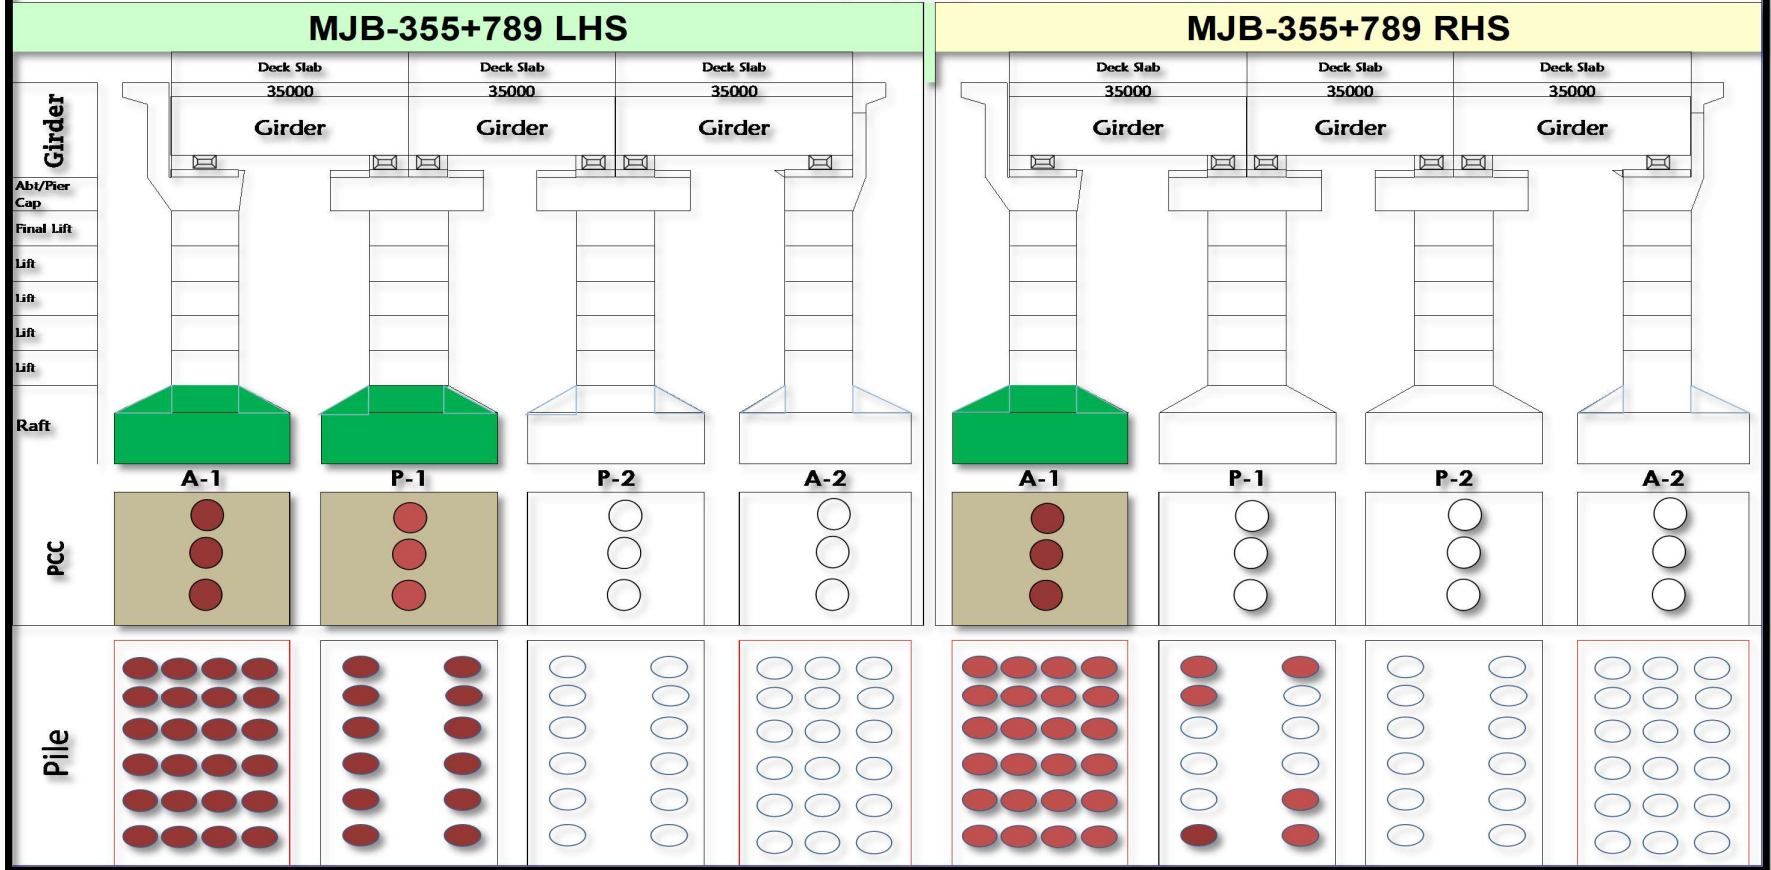 MJB-355+789 LHS
MJB-355+789 RHS
Deck Slab
Deck Slab
Deck Slab
Deck Slab
Deck Slab
Deck Slab
35000
35000
35000
35000
35000
35000
Girder
Girder
Girder
Girder
Girder
Girder
Girder
Abt/Pier
Cap
Final Lift
Lift
Lift
Lift
Lift
Raft
A-1
P-1
P-2
A-2
A-1
P-1
P-2
A-2
PCC
Pile